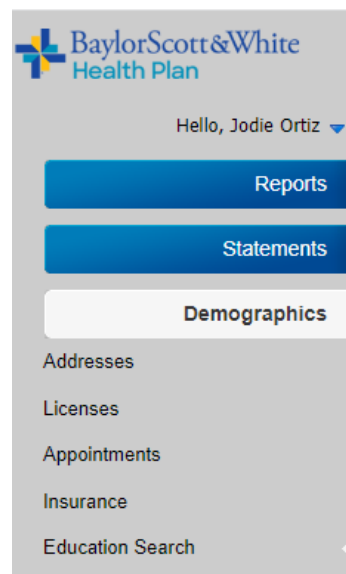 BaylorScott&White
Health Plan
Hello, Jodie Ortiz
Reports
Statements
Demographics
Addresses
Licenses
Appointments
Insurance
Education Search